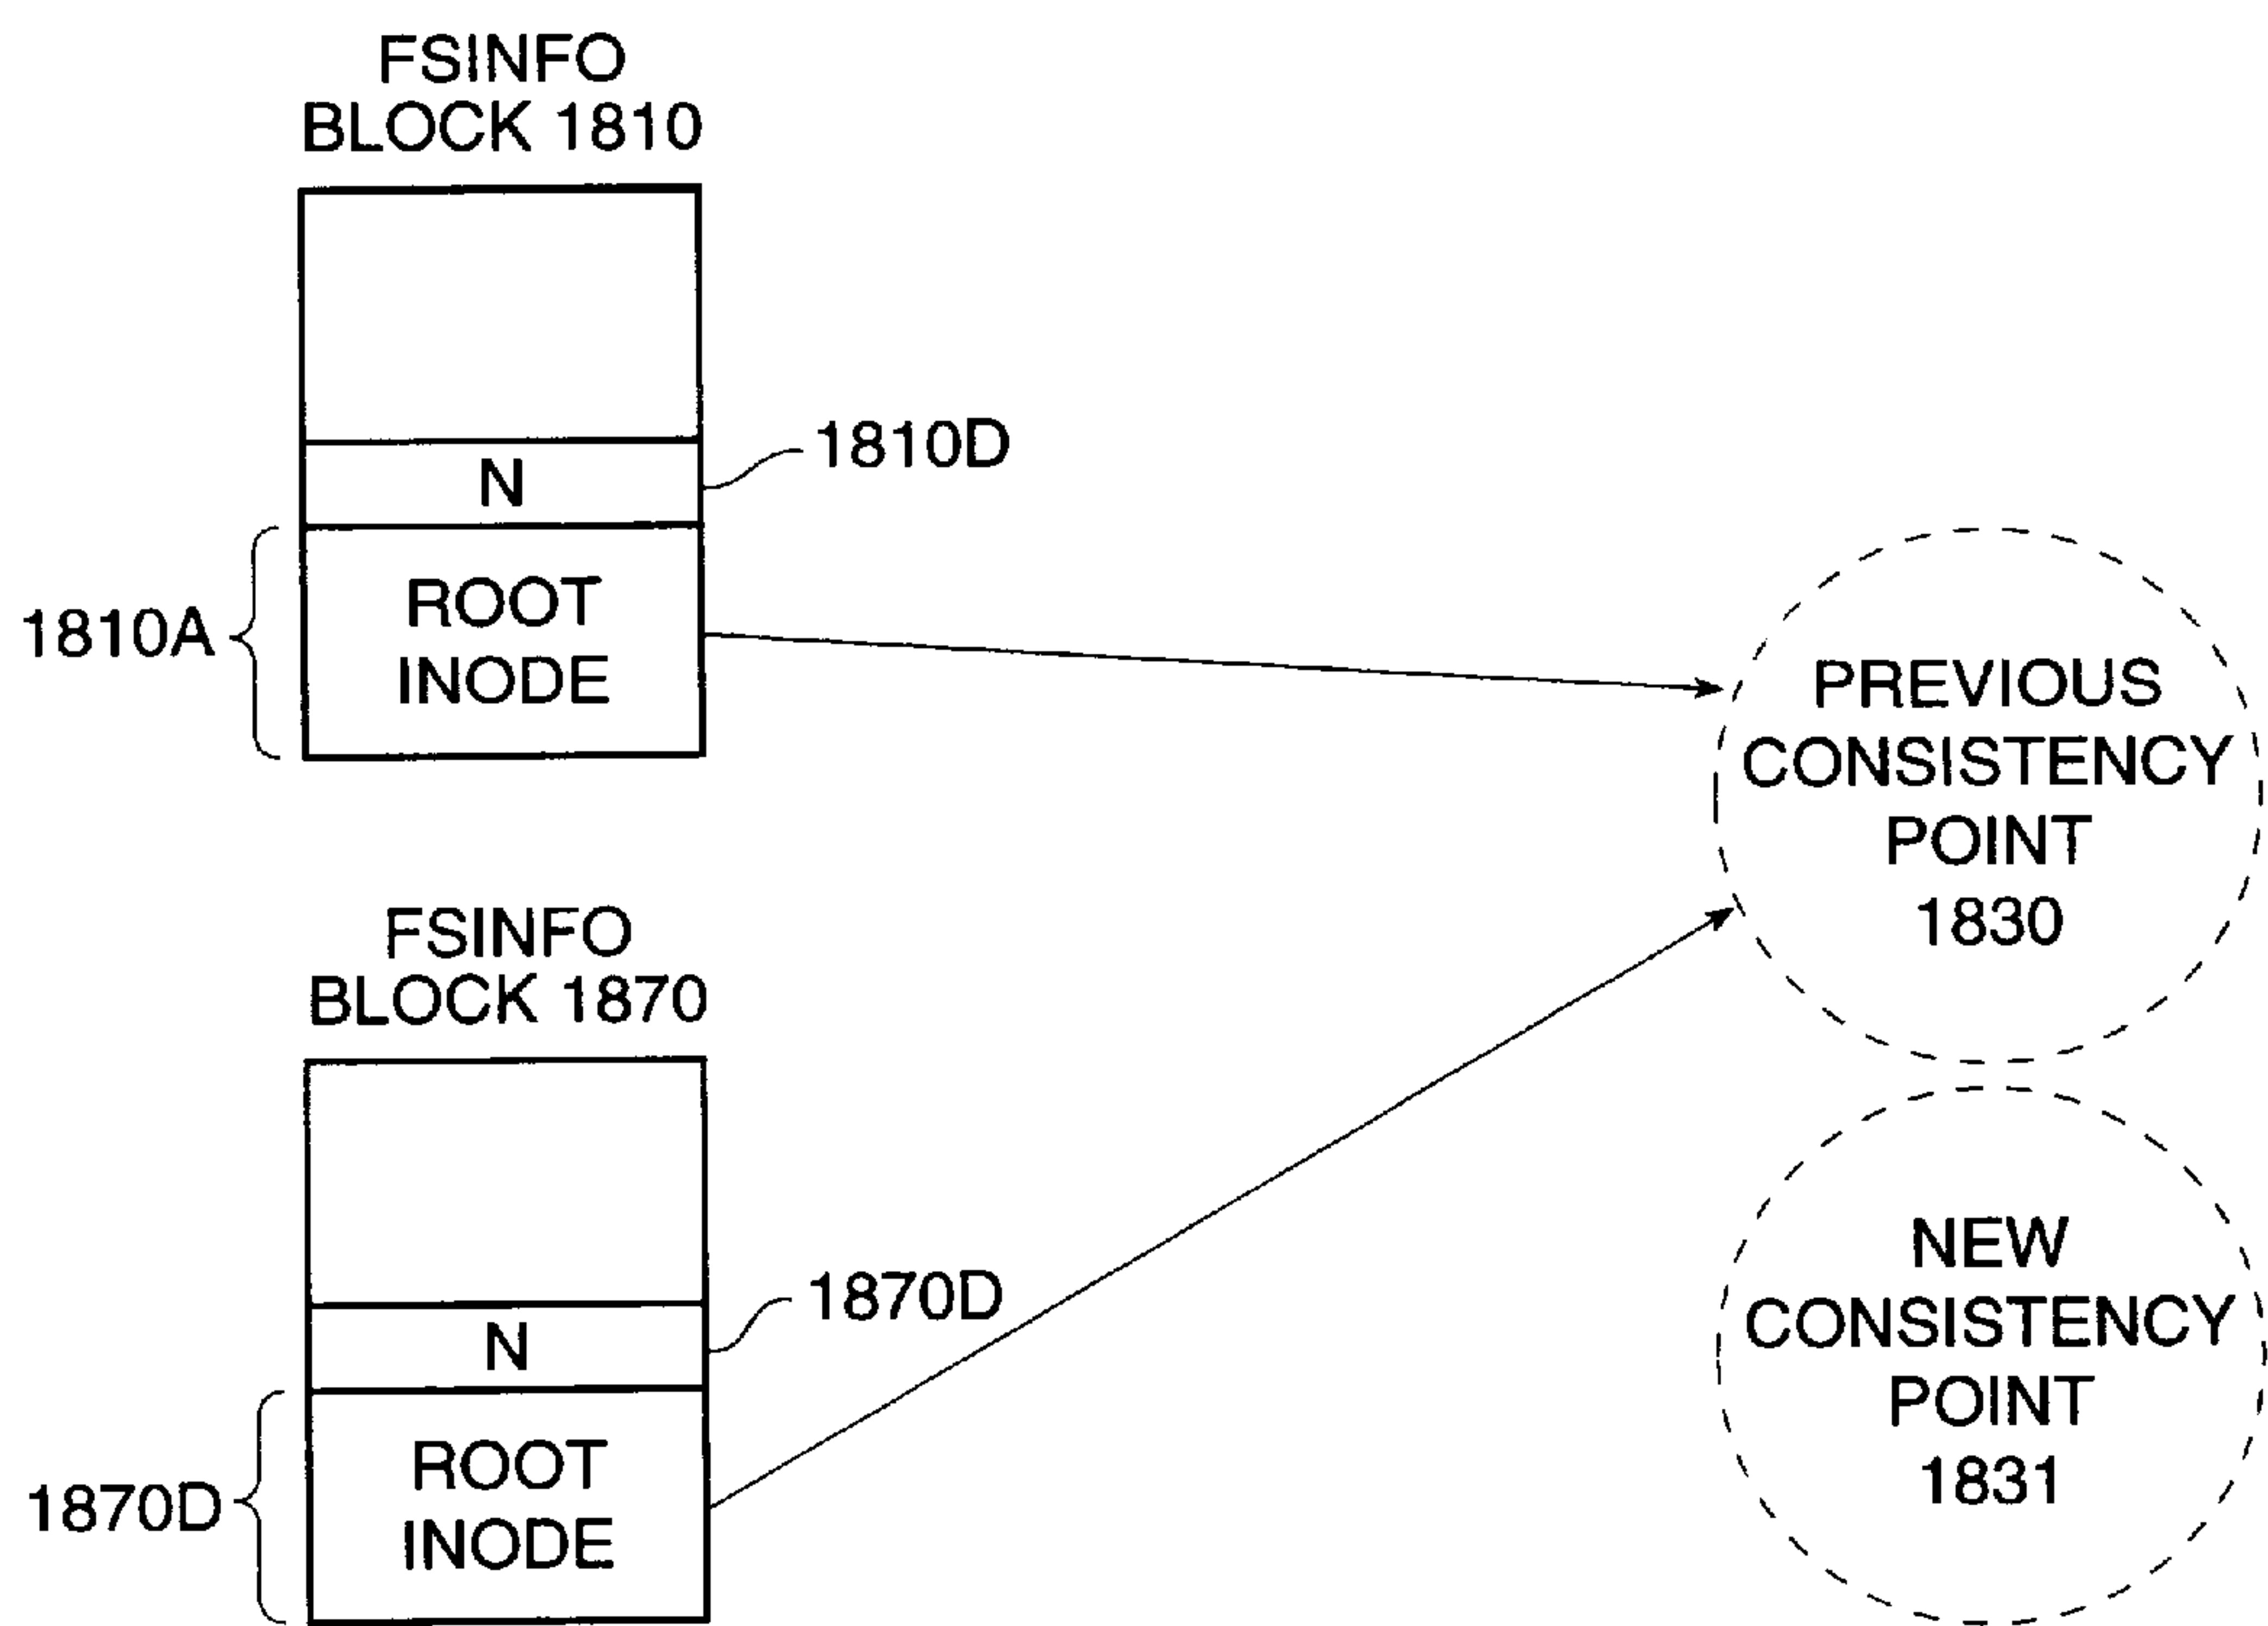 FSINFO
BLOCK 1810
1810D
N
1810A
ROOT
INODE
PREVIOUS
CONSISTENCY
POINT
1830
FSINFO
BLOCK 1870
1870D
N
1870D
ROOT
INODE
NEW
CONSISTENCY
POINT
1831